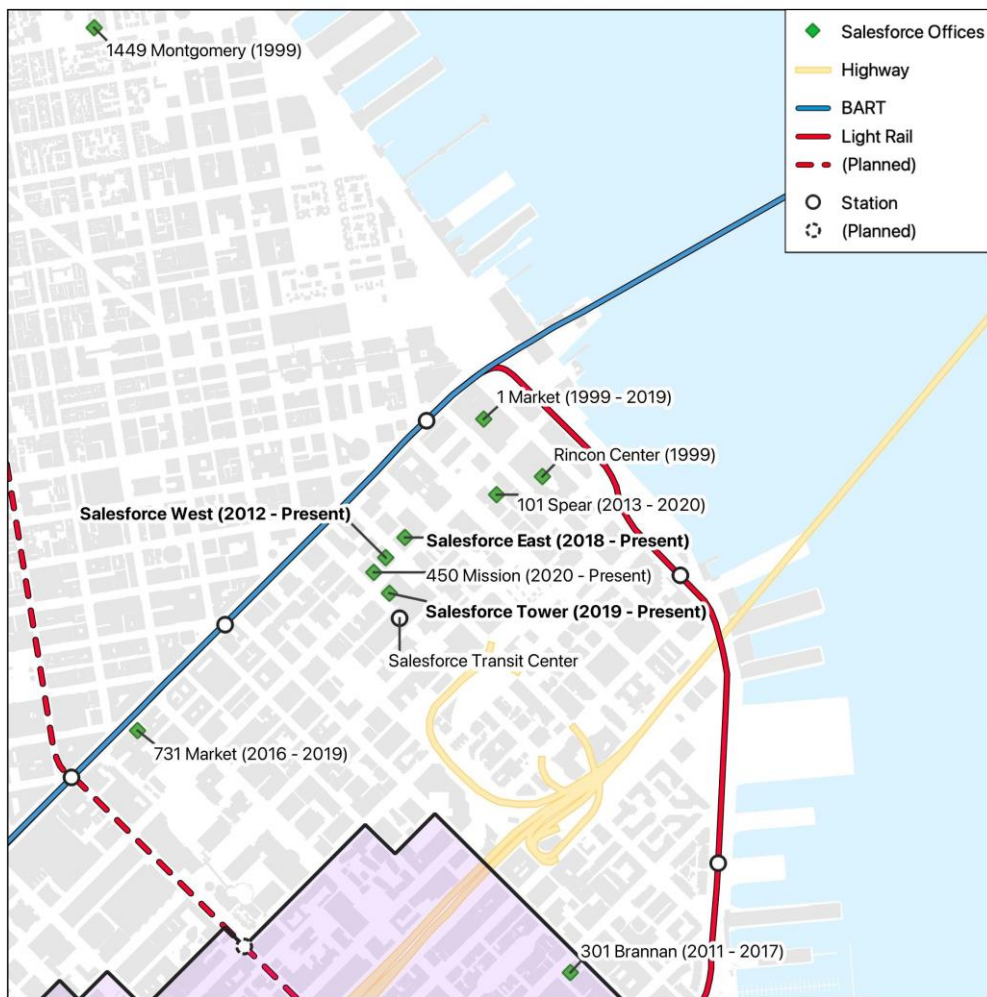 1449 Montgomery (1999)
Salesforce Offices
Highway
BART
Light Rail
(Planned)
Station
(Planned)
1 Market (1999 - 2019)
Rincon Center (1999)
101 Spear (2013 - 2020)
Salesforce West (2012 - Present)
Salesforce East (2018 - Present)
450 Mission (2020 - Present)
Salesforce Tower (2019 - Present)
Salesforce Transit Center
731 Market (2016 - 2019)
301 Brannan (2011 - 2017)